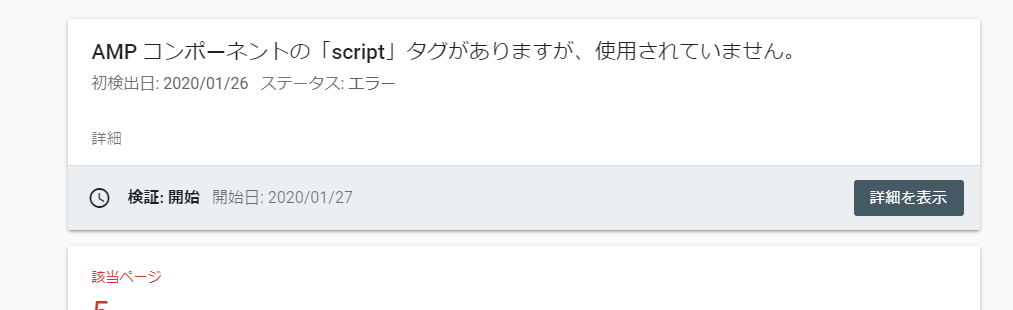 AMP コンポーネントの「script」タグがありますが、使用されていません。
初検出日: 2020/01/26 ステータス: エラー
詳細
検証: 開始 開始日: 2020/01/27
詳細を表示
該当ページ